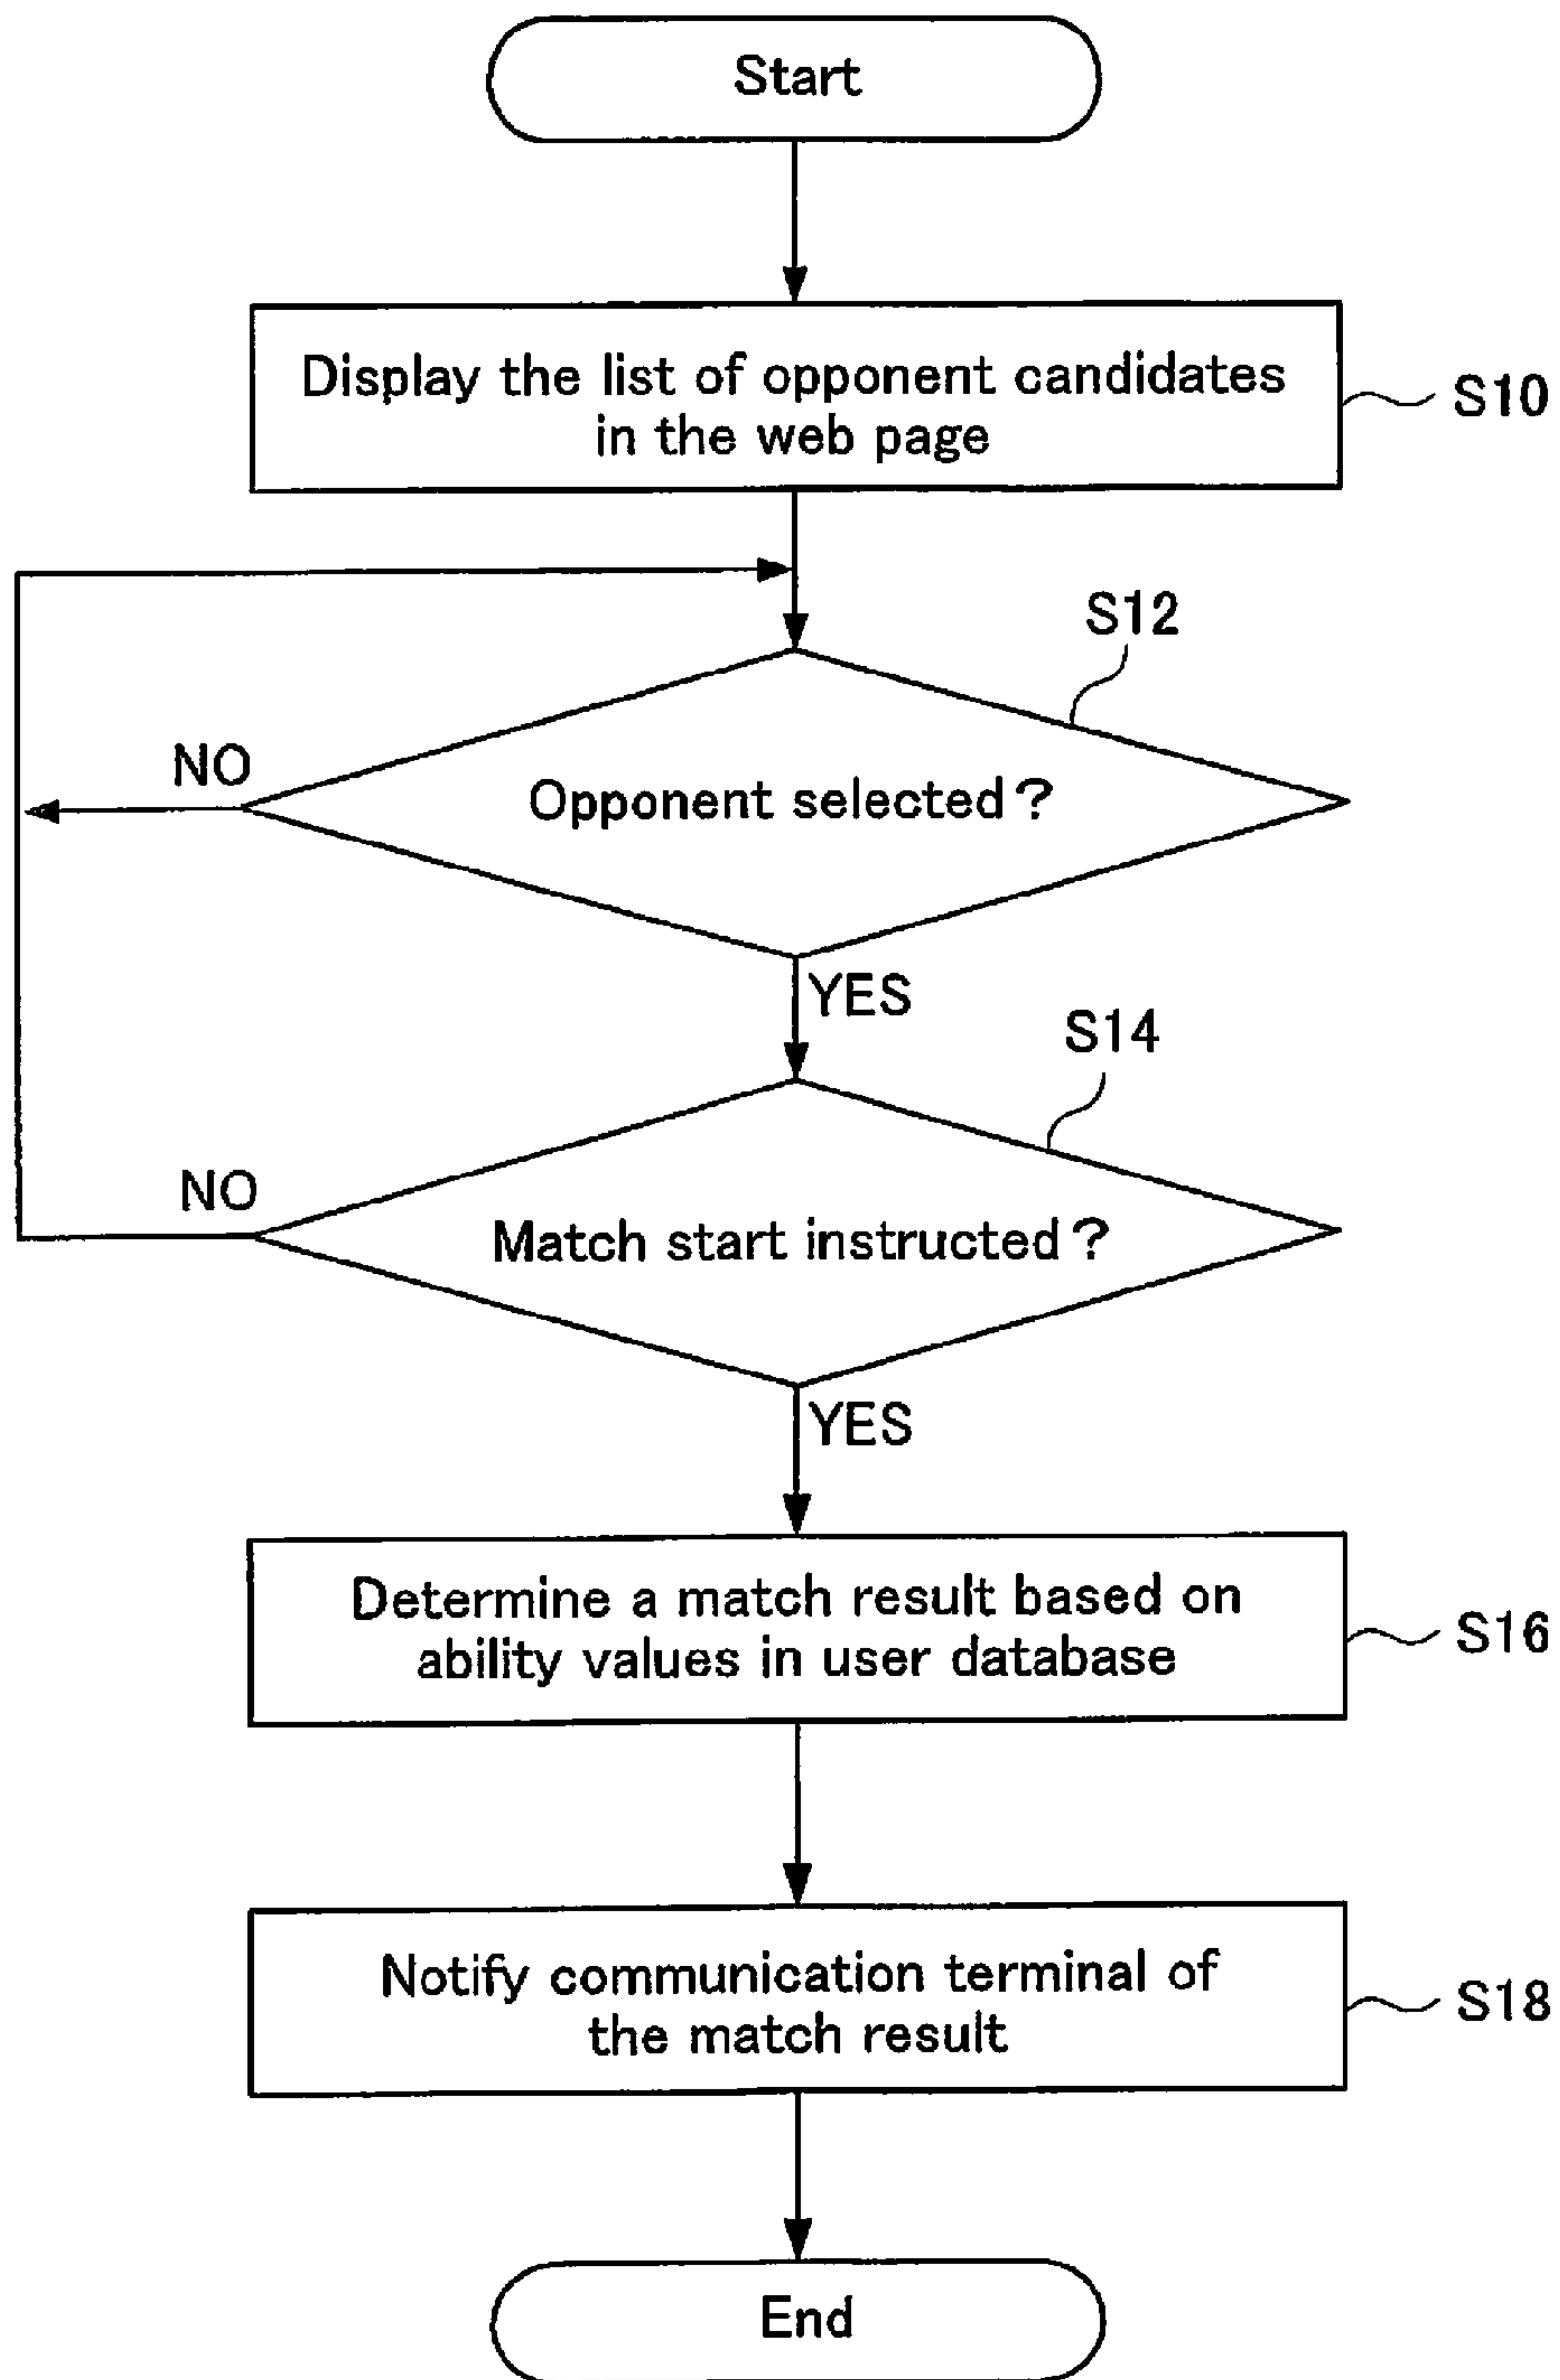 Start
Display the list of opponent candidates
in the web page
S10
S12
NO
Opponent selected?
YES
S14
NO
Match start instructed?
YES
Determine a match result based on
ability values in user database
S16
Notify communication terminal of
the match result
S18
End